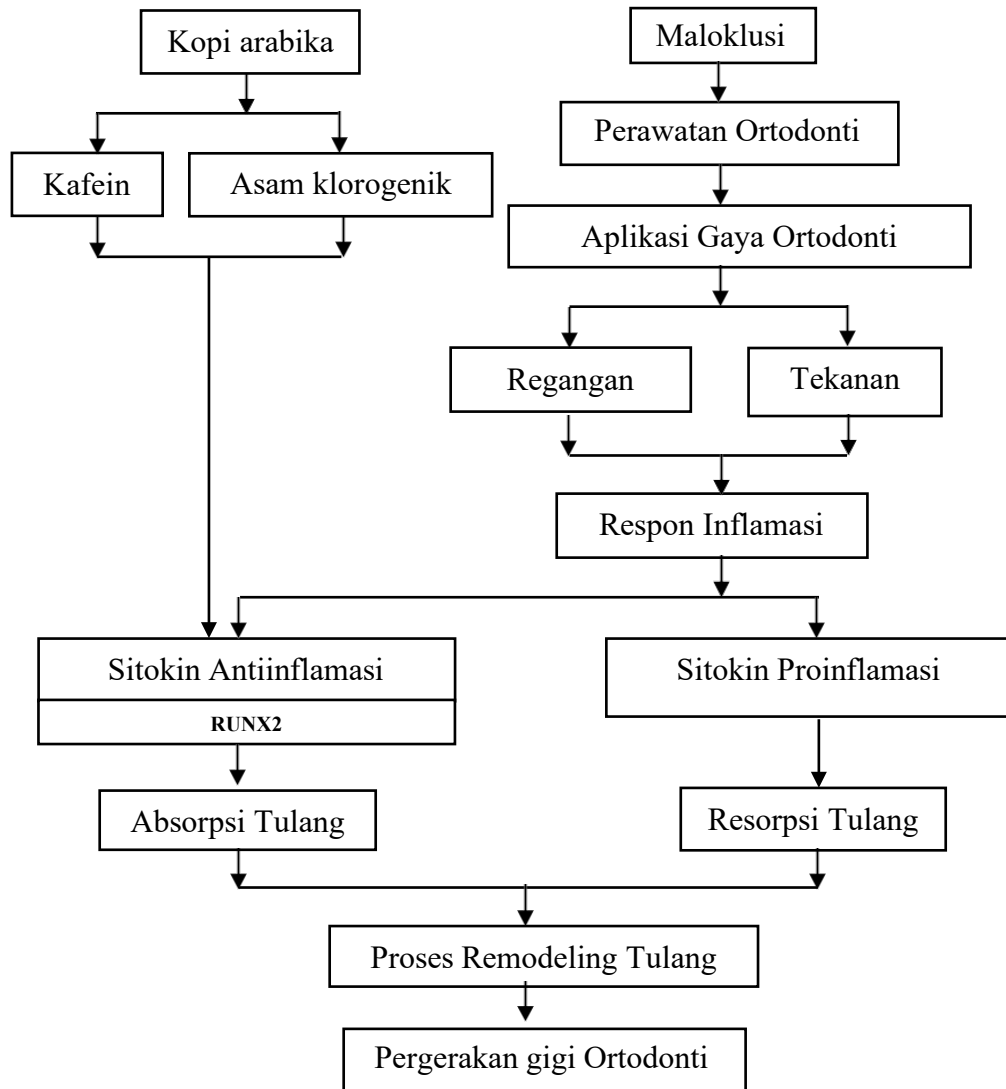 Kopi arabika
Maloklusi
Perawatan Ortodonti
Kafein
Asam klorogenik
Aplikasi Gaya Ortodonti
Regangan
Tekanan
Respon Inflamasi
Sitokin Antiinflamasi
Sitokin Proinflamasi
RUNX2
Absorpsi Tulang
Resorpsi Tulang
Proses Remodeling Tulang
Pergerakan gigi Ortodonti